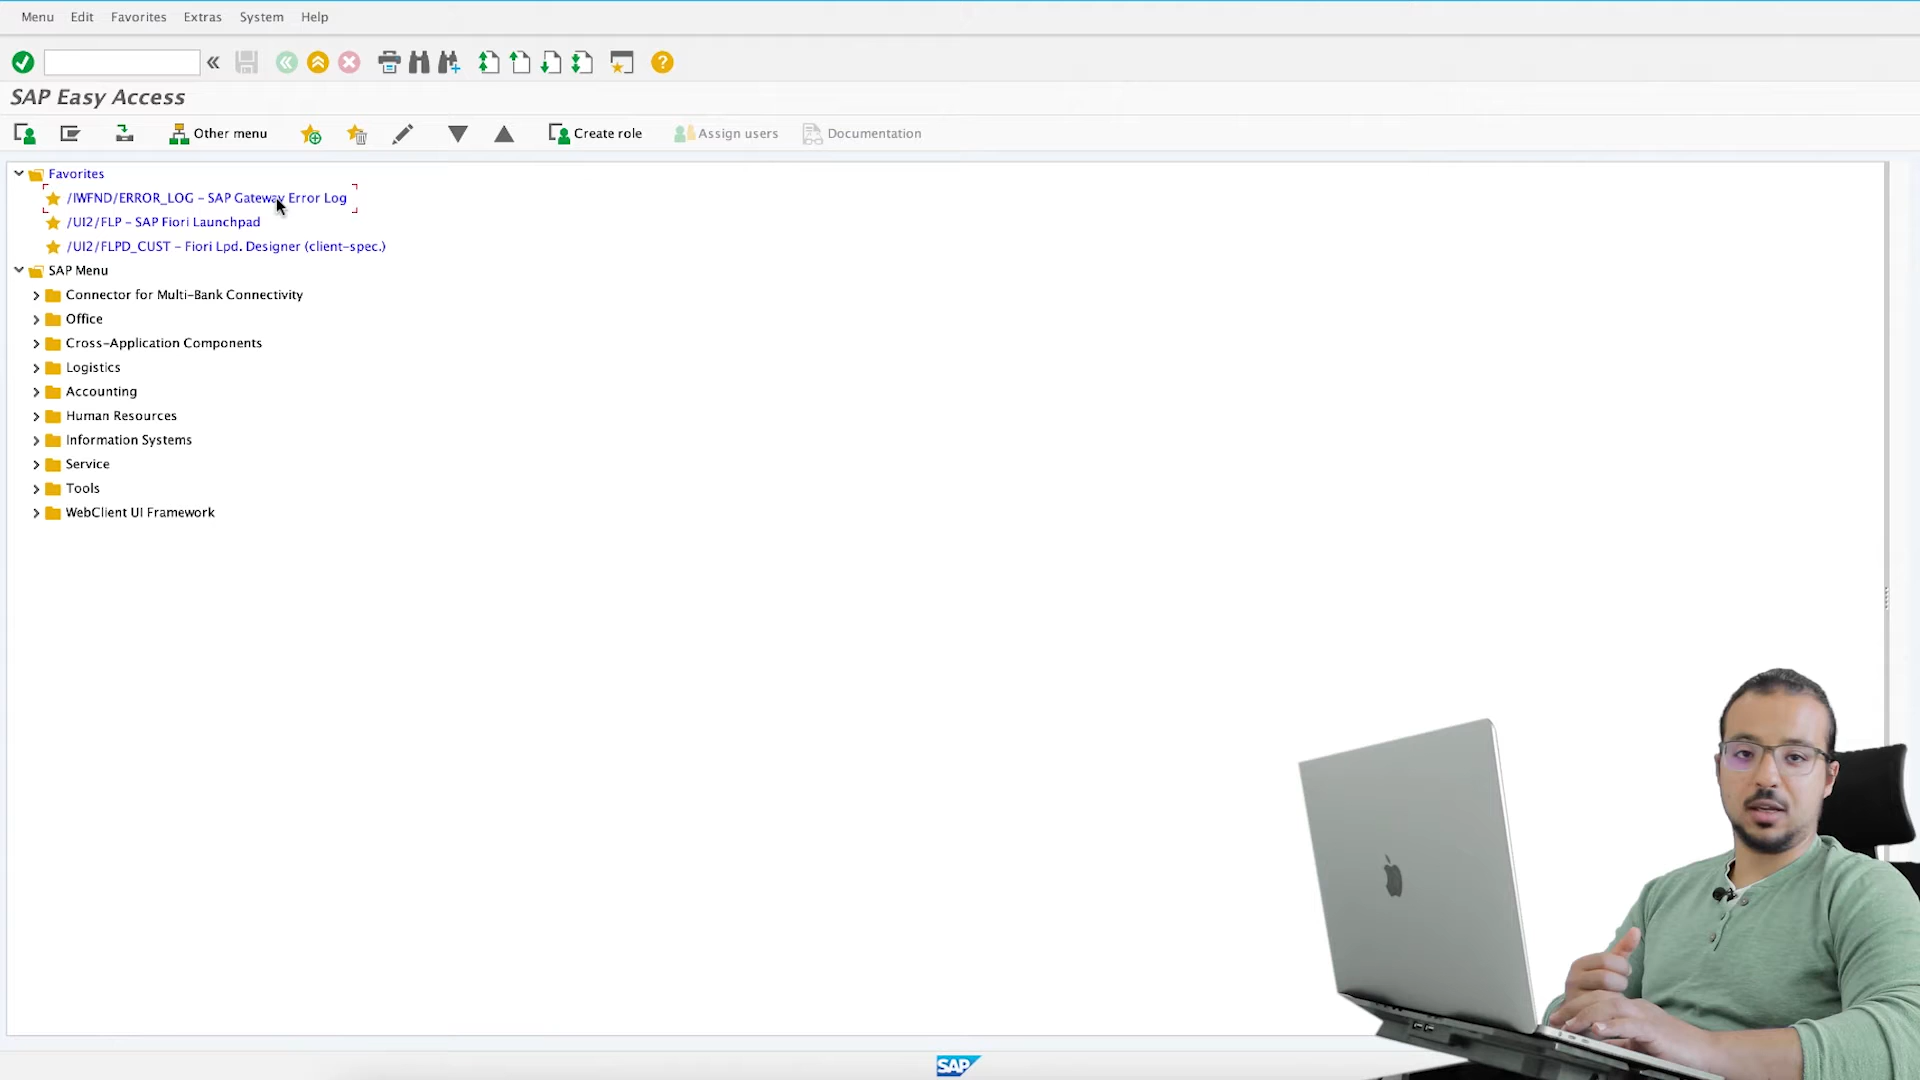 Menu Edit Favorites Extras System Help
SAP Easy Access
Other menu Create role Assign users Documentation
Favorites
/IWFND/ERROR_LOG – SAP Gateway Error Log
/UI2/FLP – SAP Fiori Launchpad
/UI2/FLPD_CUST – Fiori Lpd. Designer (client-spec.)
SAP Menu
Connector for Multi-Bank Connectivity
Office
Cross-Application Components
Logistics
Accounting
Human Resources
Information Systems
Service
Tools
WebClient UI Framework
SAP